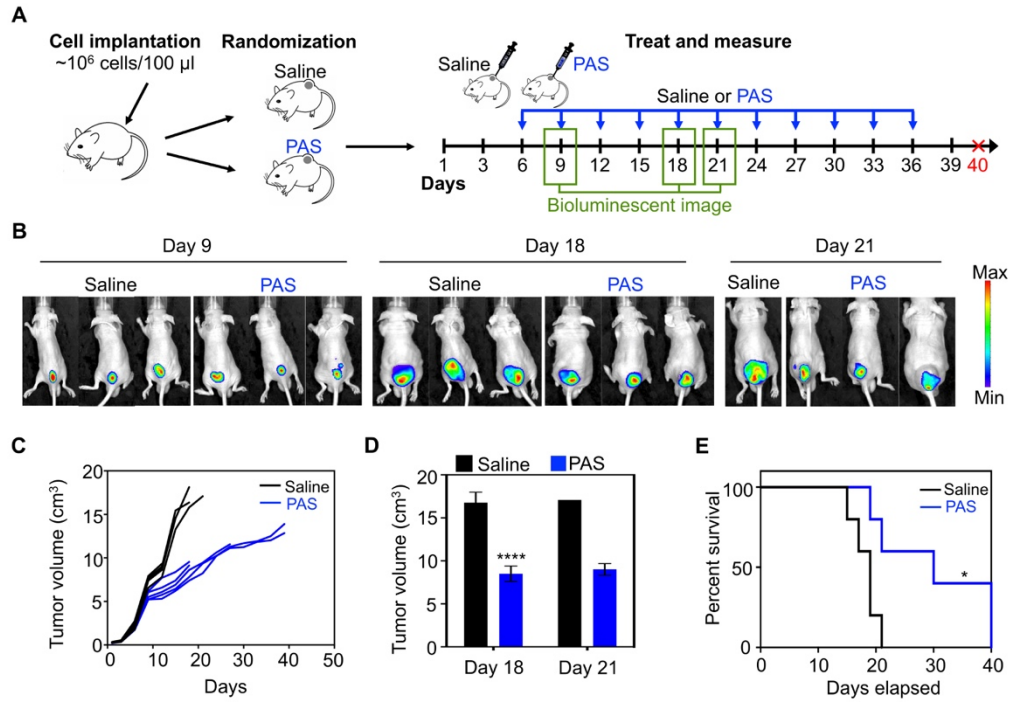 A
Cell implantation
~10⁶ cells/100 µl
Randomization
Saline
PAS
Treat and measure
Saline PAS
Saline or PAS
1 3 6 9 12 15 18 21 24 27 30 33 36 39 40
Days
Bioluminescent image
B
Day 9 Day 18 Day 21
Saline PAS Saline PAS Saline PAS
Max
Min
C
Tumor volume (cm³)
20
15
10
5
0
0 10 20 30 40 50
Days
Saline
PAS
D
Saline PAS
Tumor volume (cm³)
20
15
10
5
0
****
Day 18 Day 21
E
Percent survival
100
50
0
0 10 20 30 40
Days elapsed
Saline
PAS
*